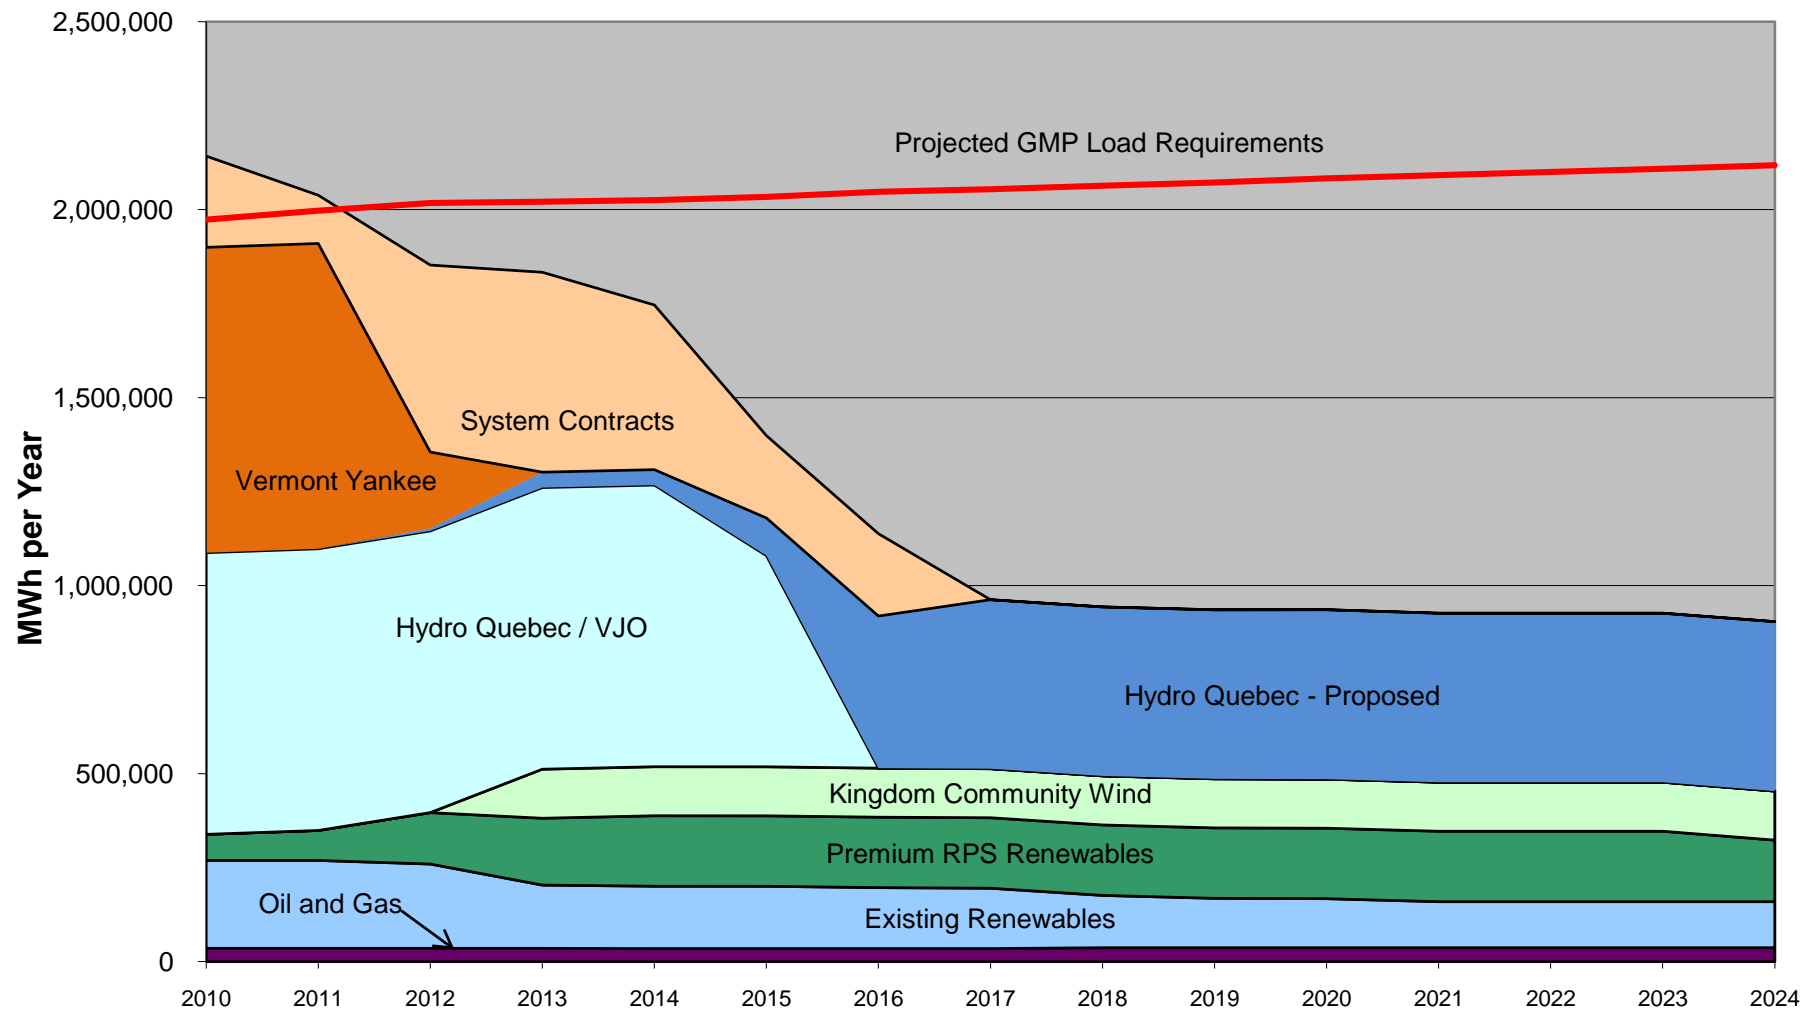 2,500,000
Projected GMP Load Requirements
2,000,000
1,500,000
System Contracts
Vermont Yankee
MWh per Year
1,000,000
Hydro Quebec / VJO
Hydro Quebec - Proposed
500,000
Kingdom Community Wind
Premium RPS Renewables
Oil and Gas
Existing Renewables
0
2010 2011 2012 2013 2014 2015 2016 2017 2018 2019 2020 2021 2022 2023 2024